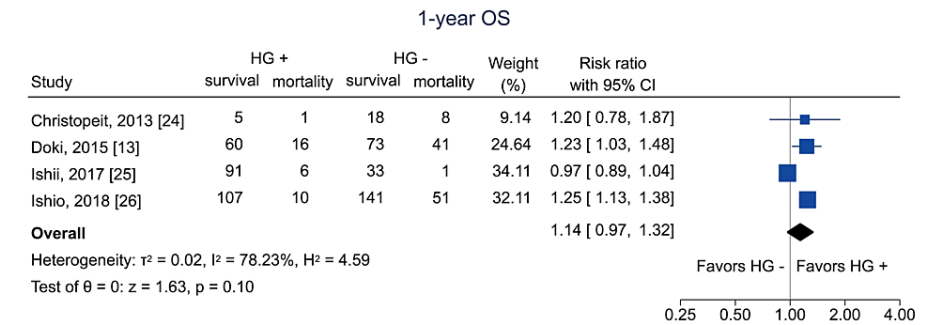 1-year OS
HG + HG - Weight Risk ratio
Study survival mortality survival mortality (%) with 95% CI
Christopeit, 2013 [24] 5 1 18 8 9.14 1.20 [ 0.78, 1.87]
Doki, 2015 [13] 60 16 73 41 24.64 1.23 [ 1.03, 1.48]
Ishii, 2017 [25] 91 6 33 1 34.11 0.97 [ 0.89, 1.04]
Ishio, 2018 [26] 107 10 141 51 32.11 1.25 [ 1.13, 1.38]
Overall 1.14 [ 0.97, 1.32]
Heterogeneity: τ² = 0.02, I² = 78.23%, H² = 4.59
Favors HG - Favors HG +
Test of θ = 0: z = 1.63, p = 0.10
0.25 0.50 1.00 2.00 4.00